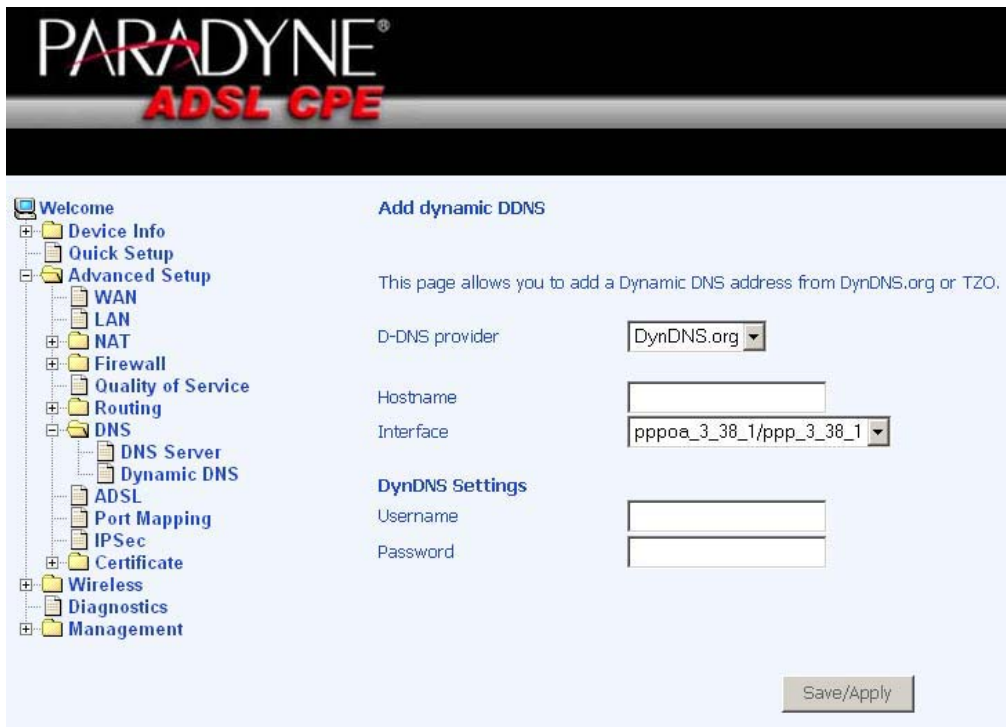 PARADYNE®
ADSL CPE
Welcome
Device Info
Quick Setup
Advanced Setup
WAN
LAN
NAT
Firewall
Quality of Service
Routing
DNS
DNS Server
Dynamic DNS
ADSL
Port Mapping
IPSec
Certificate
Wireless
Diagnostics
Management
Add dynamic DDNS
This page allows you to add a Dynamic DNS address from DynDNS.org or TZO.
D-DNS provider
DynDNS.org
Hostname
Interface
pppoa_3_38_1/ppp_3_38_1
DynDNS Settings
Username
Password
Save/Apply